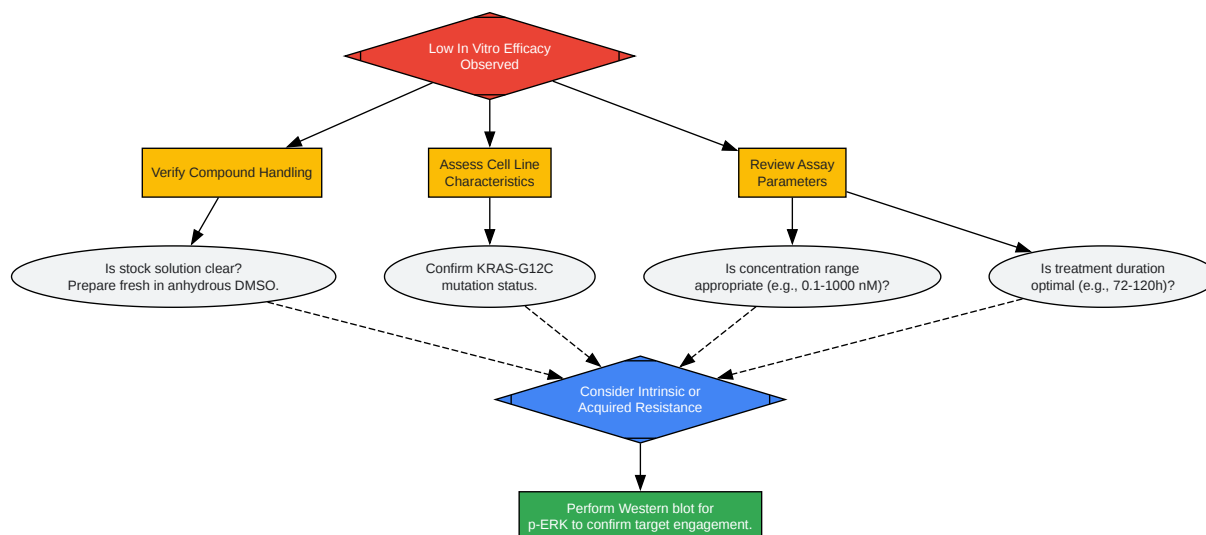 Low In Vitro Efficacy
Observed
Verify Compound Handling
Assess Cell Line
Characteristics
Review Assay
Parameters
Is stock solution clear?
Prepare fresh in anhydrous DMSO.
Confirm KRAS-G12C
mutation status.
Is concentration range
appropriate (e.g., 0.1-1000 nM)?
Is treatment duration
optimal (e.g., 72-120h)?
Consider Intrinsic or
Acquired Resistance
Perform Western blot for
p-ERK to confirm target engagement.